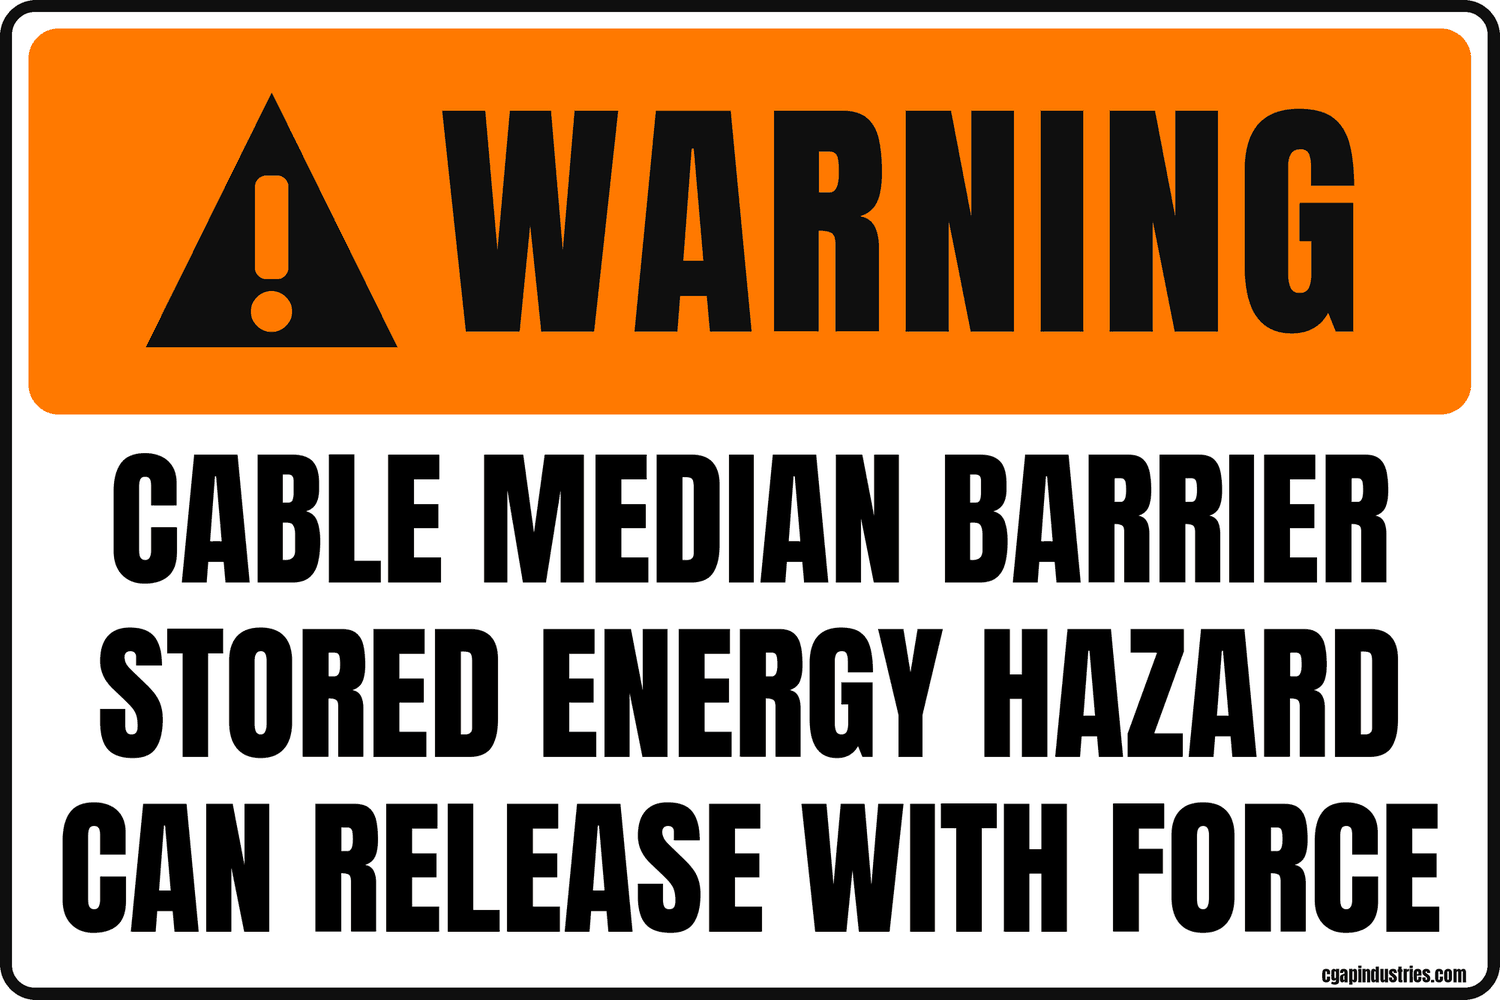 WARNING
CABLE MEDIAN BARRIER
STORED ENERGY HAZARD
CAN RELEASE WITH FORCE
cgapindustries.com